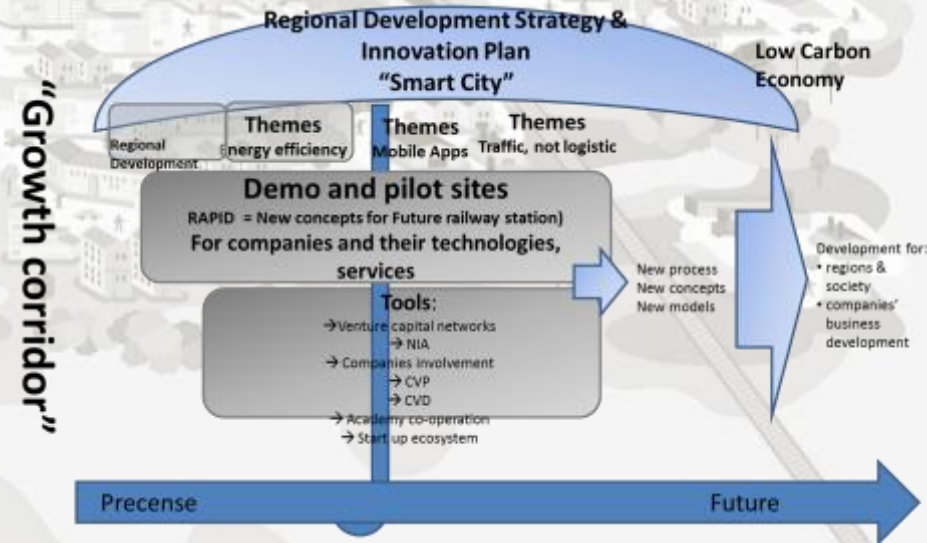 Regional Development Strategy &
Innovation Plan
"Smart City"
Low Carbon
Economy
"Growth corridor"
Regional
Development
Themes
nergy efficiency
Themes
Mobile Apps
Themes
Traffic, not logistic
Demo and pilot sites
RAPID = New concepts for Future railway station)
For companies and their technologies,
services
Tools:
→Venture capital networks
→ NIA
→ Companies involvement
→ CVP
→ CVD
→ Academy co-operation
→ Start up ecosystem
New process
New concepts
New models
Development for:
• regions &
society
• companies'
business
development
Precense
Future